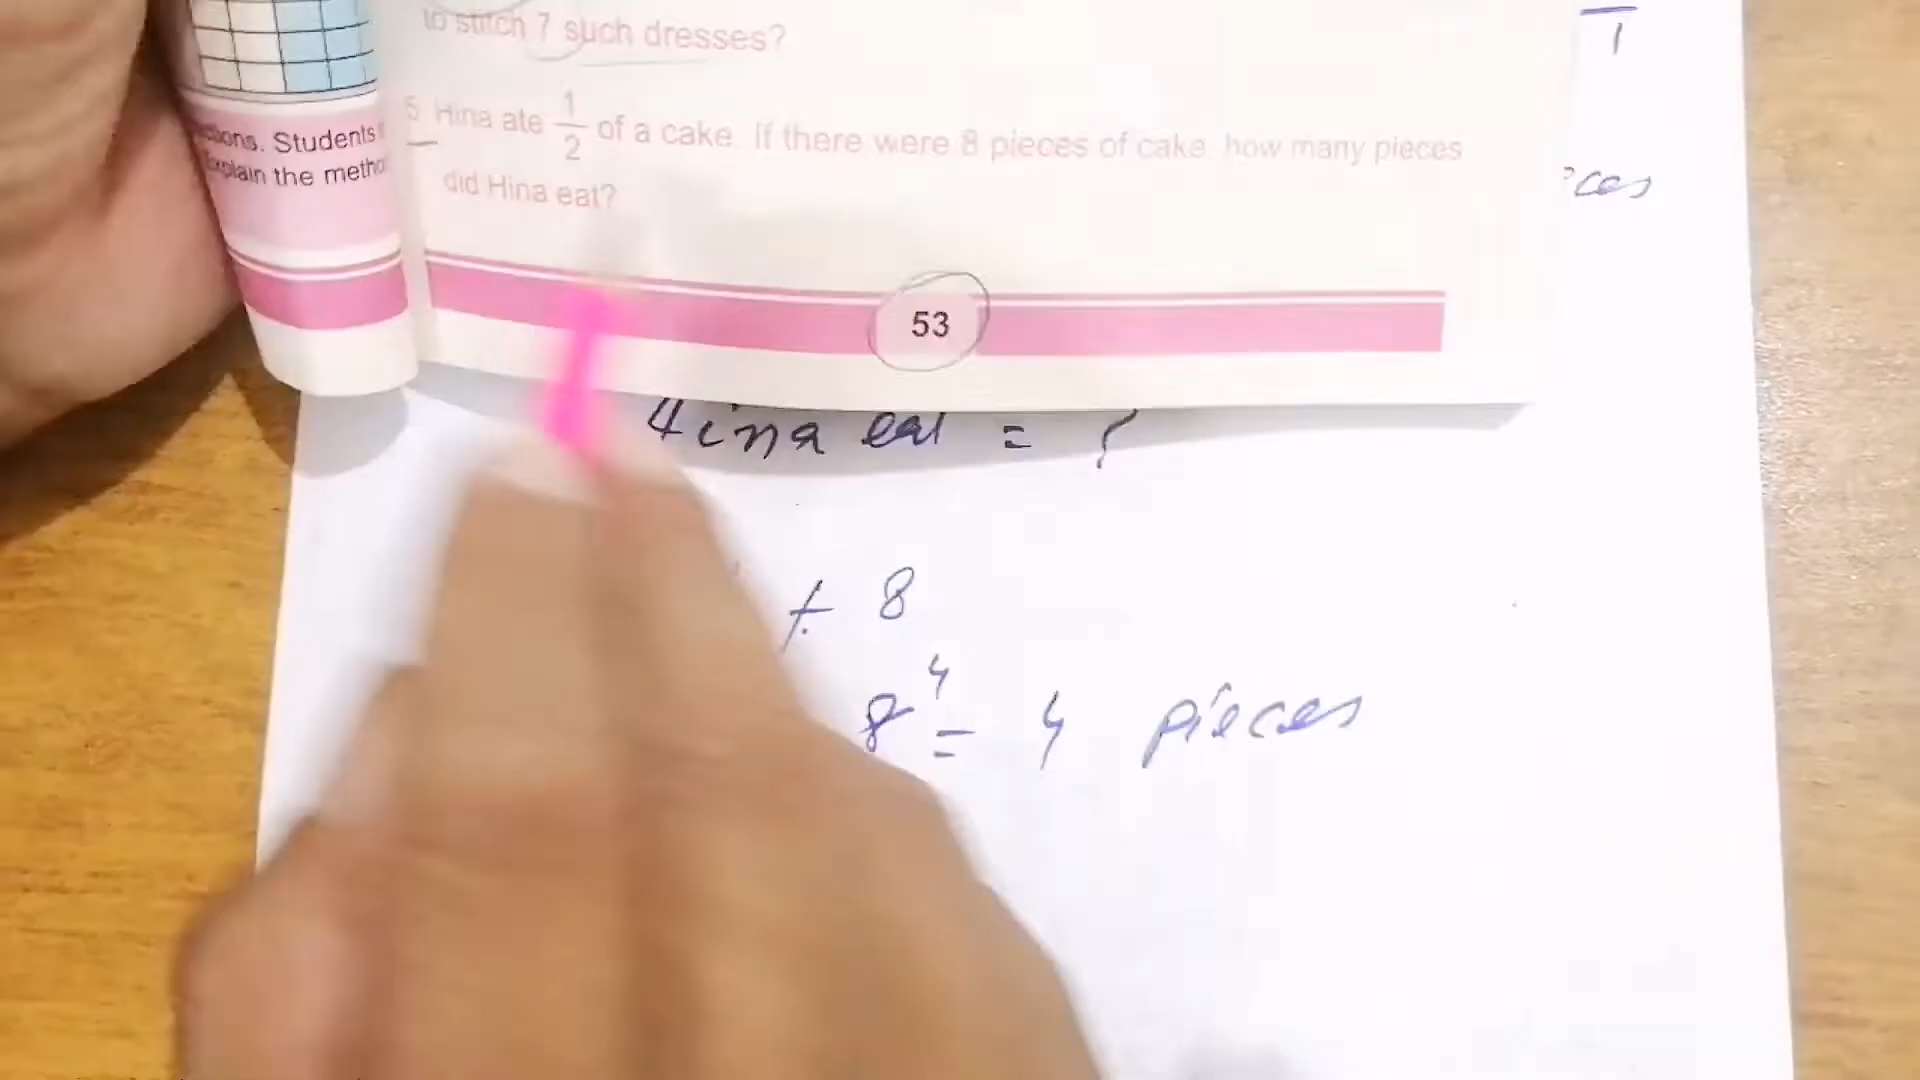 to stitch 7 such dresses?
5 Hina ate 1/2 of a cake. If there were 8 pieces of cake, how many pieces
did Hina eat?
53
ctions. Students
Explain the metho
1
eces
Hina eat = ?
8
8 4 = 4 pieces